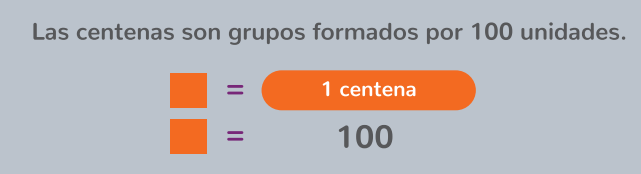 Las centenas son grupos formados por 100 unidades.
= 1 centena
= 100